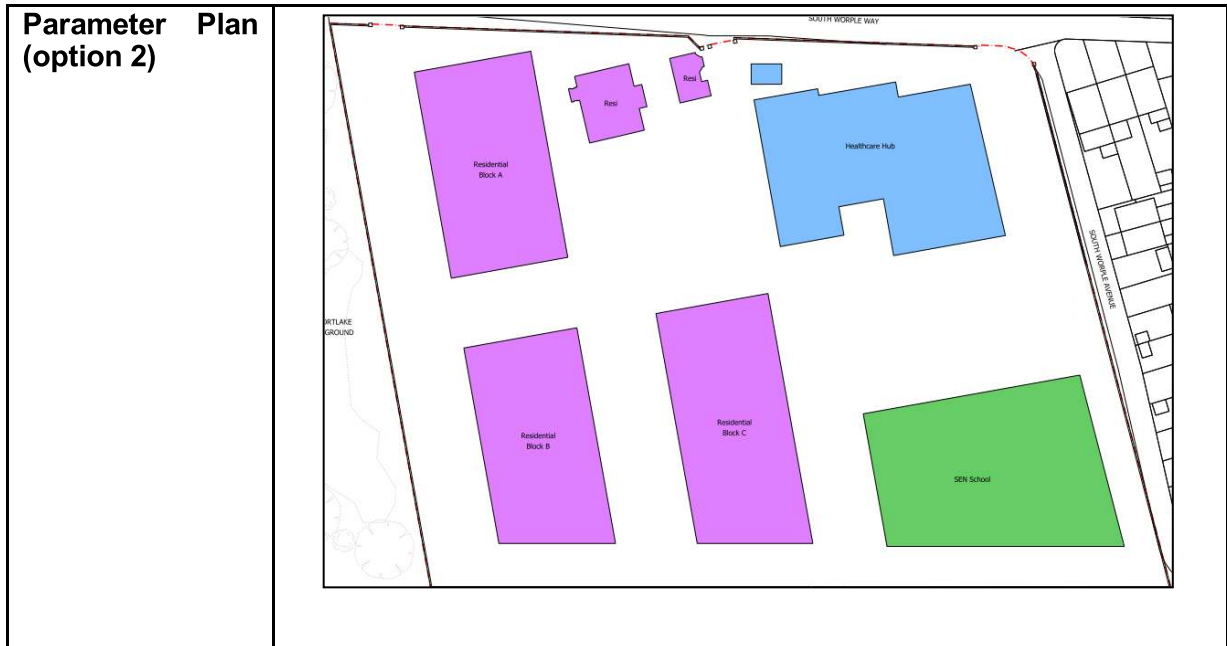 Parameter Plan
(option 2)
SOUTH WORPLE WAY
Resi
Resi
Healthcare Hub
Residential
Block A
SOUTH WORPLE AVENUE
ORTLAKE
GROUND
Residential
Block B
Residential
Block C
SEN School